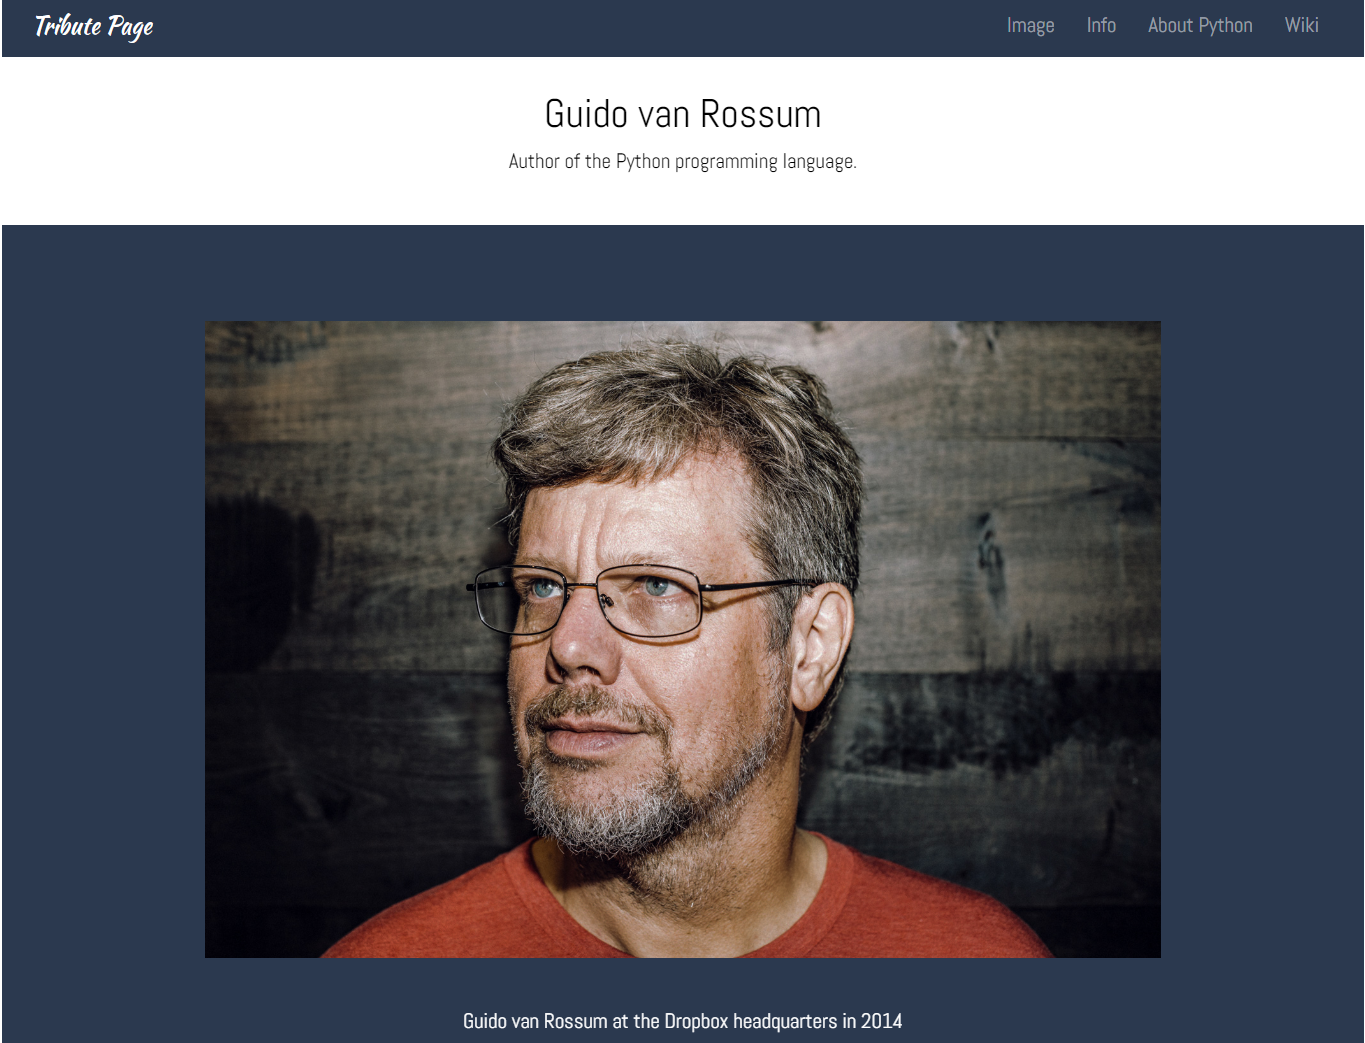 Tribute Page
Image Info About Python Wiki
Guido van Rossum
Author of the Python programming language.
Guido van Rossum at the Dropbox headquarters in 2014